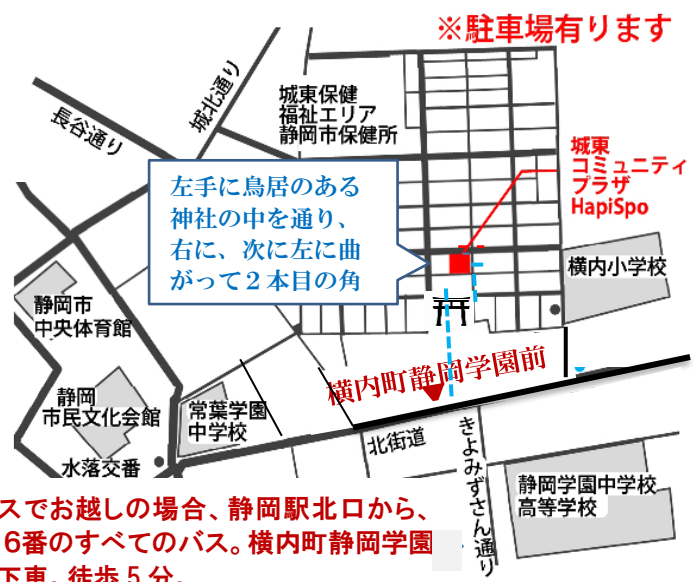 ※駐車場有ります
城北通り
長谷通り
城東保健
福祉エリア
静岡市保健所
城東
コミュニティ
プラザ
HapiSpo
左手に鳥居のある
神社の中を通り、
右に、次に左に曲
がって２本目の角
横内小学校
静岡市
中央体育館
横内町静岡学園前
静岡
市民文化会館
常葉学園
中学校
北街道
きよみずさん通り
水落交番
静岡学園中学校
高等学校
スでお越しの場合、静岡駅北口から、
6番のすべてのバス。横内町静岡学園
下車。徒歩５分。